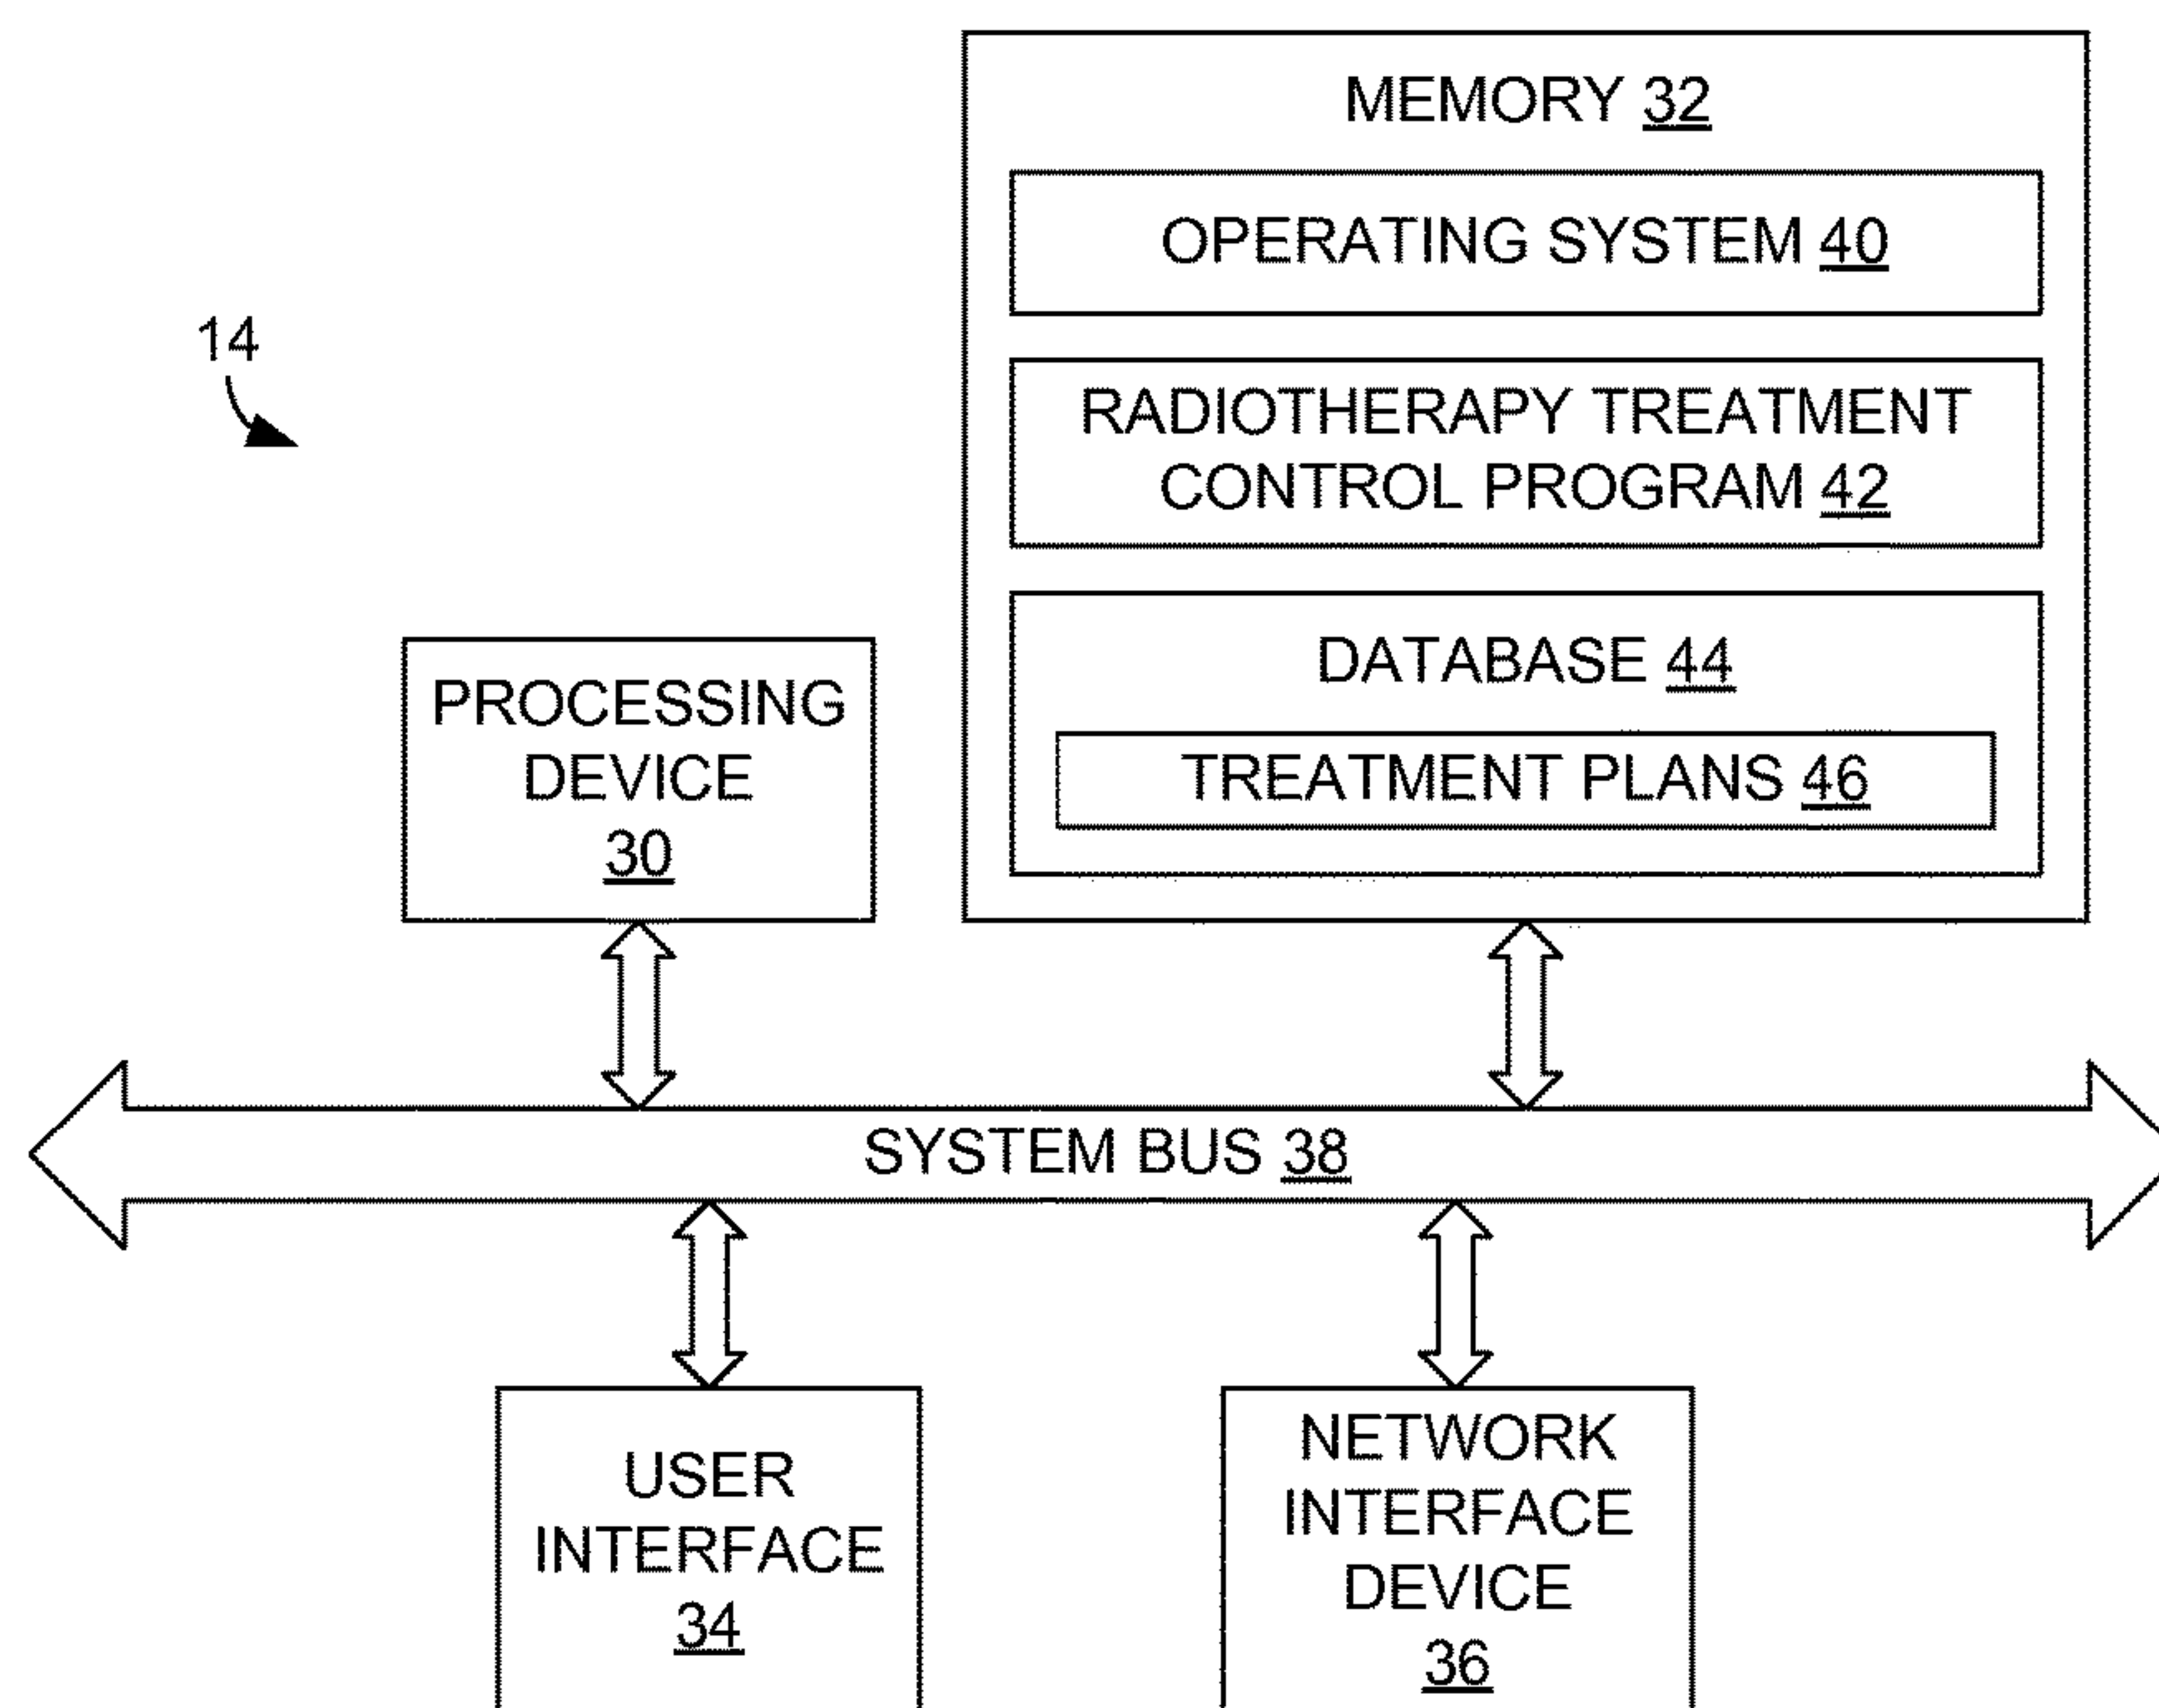 MEMORY 32
OPERATING SYSTEM 40
14
RADIOTHERAPY TREATMENT
CONTROL PROGRAM 42
DATABASE 44
TREATMENT PLANS 46
PROCESSING
DEVICE
30
SYSTEM BUS 38
USER
INTERFACE
34
NETWORK
INTERFACE
DEVICE
36